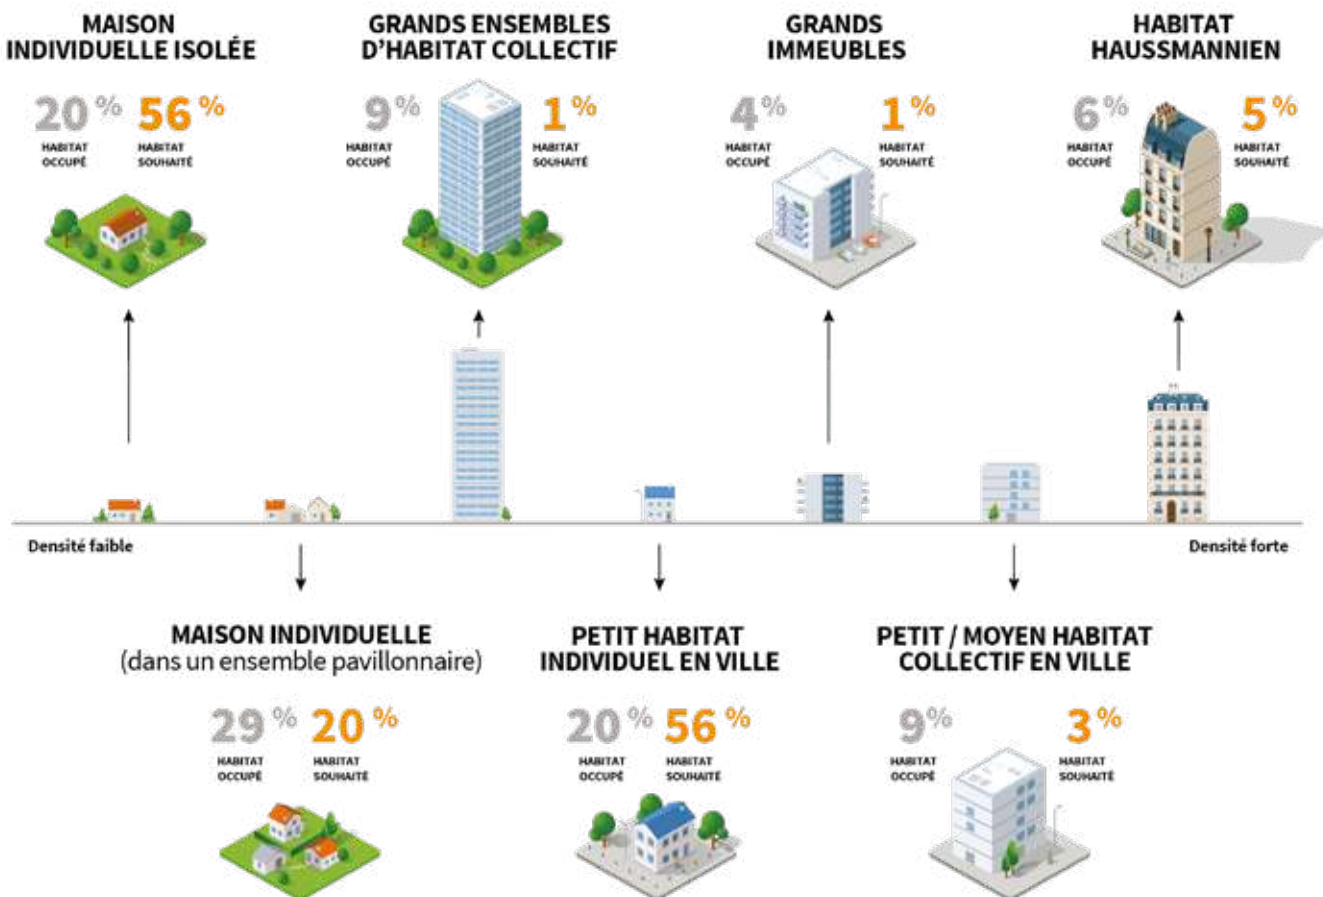 MAISON
INDIVIDUELLE ISOLÉE
20 % 56 %
HABITAT OCCUPÉ
HABITAT SOUHAITÉ
GRANDS ENSEMBLES
D'HABITAT COLLECTIF
9 % 1 %
HABITAT OCCUPÉ
HABITAT SOUHAITÉ
GRANDS
IMMEUBLES
4 % 1 %
HABITAT OCCUPÉ
HABITAT SOUHAITÉ
HABITAT
HAUSSMANNIEN
6 % 5 %
HABITAT OCCUPÉ
HABITAT SOUHAITÉ
Densité faible
Densité forte
MAISON INDIVIDUELLE
(dans un ensemble pavillonnaire)
29 % 20 %
HABITAT OCCUPÉ
HABITAT SOUHAITÉ
PETIT HABITAT
INDIVIDUEL EN VILLE
20 % 56 %
HABITAT OCCUPÉ
HABITAT SOUHAITÉ
PETIT / MOYEN HABITAT
COLLECTIF EN VILLE
9 % 3 %
HABITAT OCCUPÉ
HABITAT SOUHAITÉ